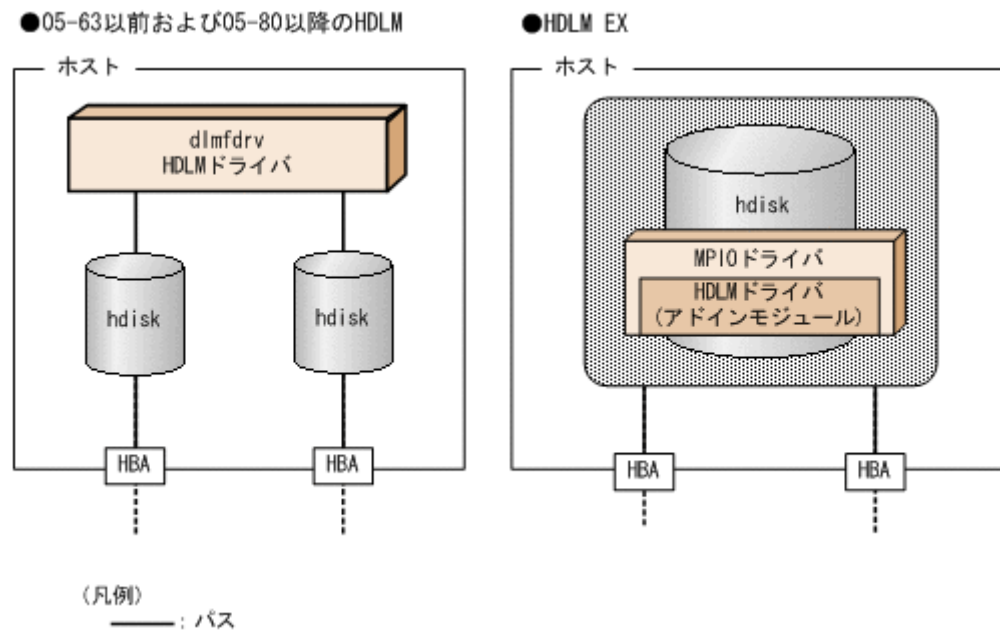 ●05-63以前および05-80以降のHDLM
ホスト
dlmfdrv
HDLMドライバ
hdisk
hdisk
HBA
HBA
●HDLM EX
ホスト
hdisk
MPIOドライバ
HDLMドライバ
(アドインモジュール)
HBA
HBA
(凡例)
: パス